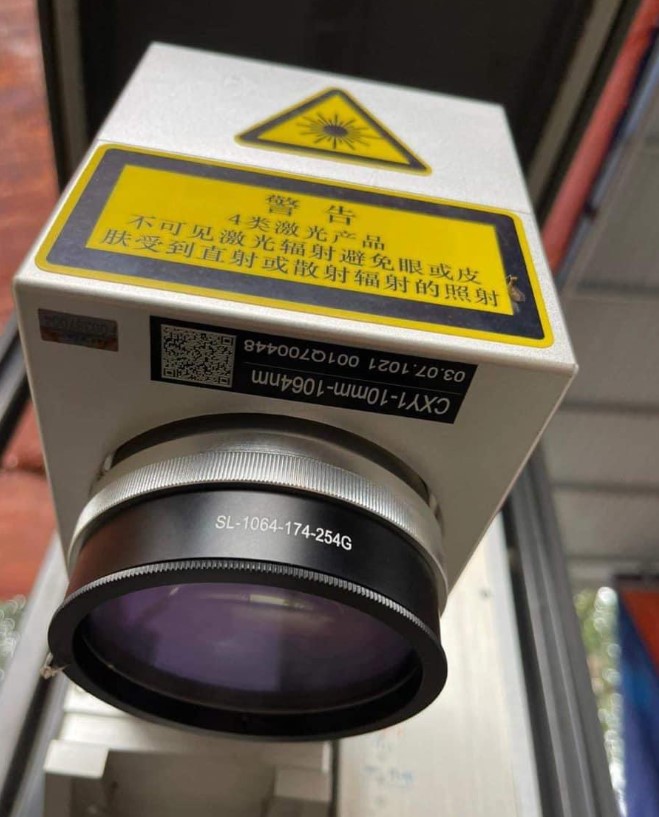 警告
4类激光产品
不可见激光辐射避免眼或皮
肤受到直射或散射辐射的照射
CXY1-10mm-1064nm
03.07.1021 001Q700448
SL-1064-174-254G